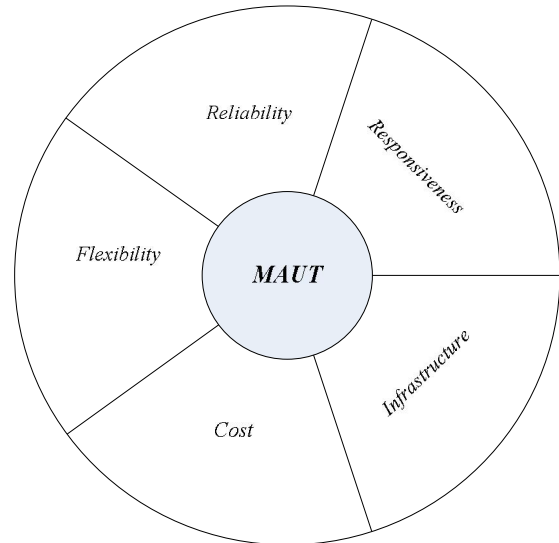 Reliability
Responsiveness
Flexibility
MAUT
Infrastructure
Cost